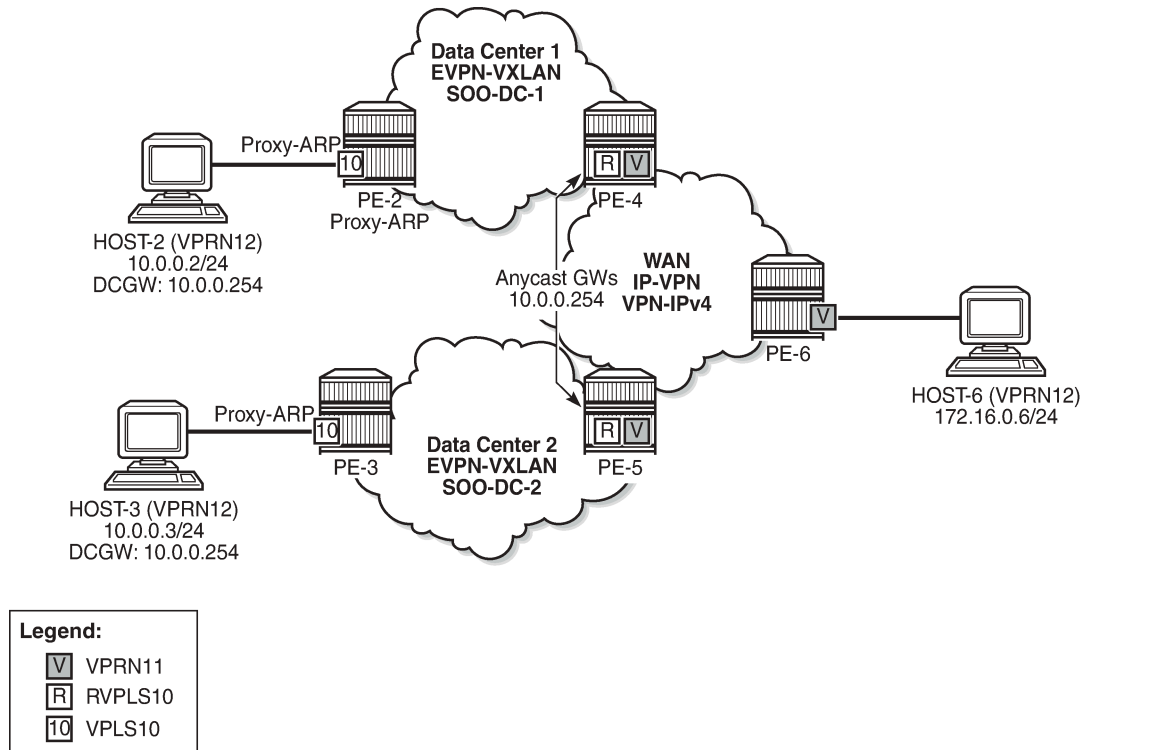 Data Center 1
EVPN-VXLAN
SOO-DC-1
Proxy-ARP
10
PE-2
Proxy-ARP
R
V
PE-4
HOST-2 (VPRN12)
10.0.0.2/24
DCGW: 10.0.0.254
Anycast GWs
10.0.0.254
WAN
IP-VPN
VPN-IPv4
V
PE-6
HOST-6 (VPRN12)
172.16.0.6/24
Proxy-ARP
10
PE-3
Data Center 2
EVPN-VXLAN
SOO-DC-2
R
V
PE-5
HOST-3 (VPRN12)
10.0.0.3/24
DCGW: 10.0.0.254
Legend:
V VPRN11
R RVPLS10
10 VPLS10